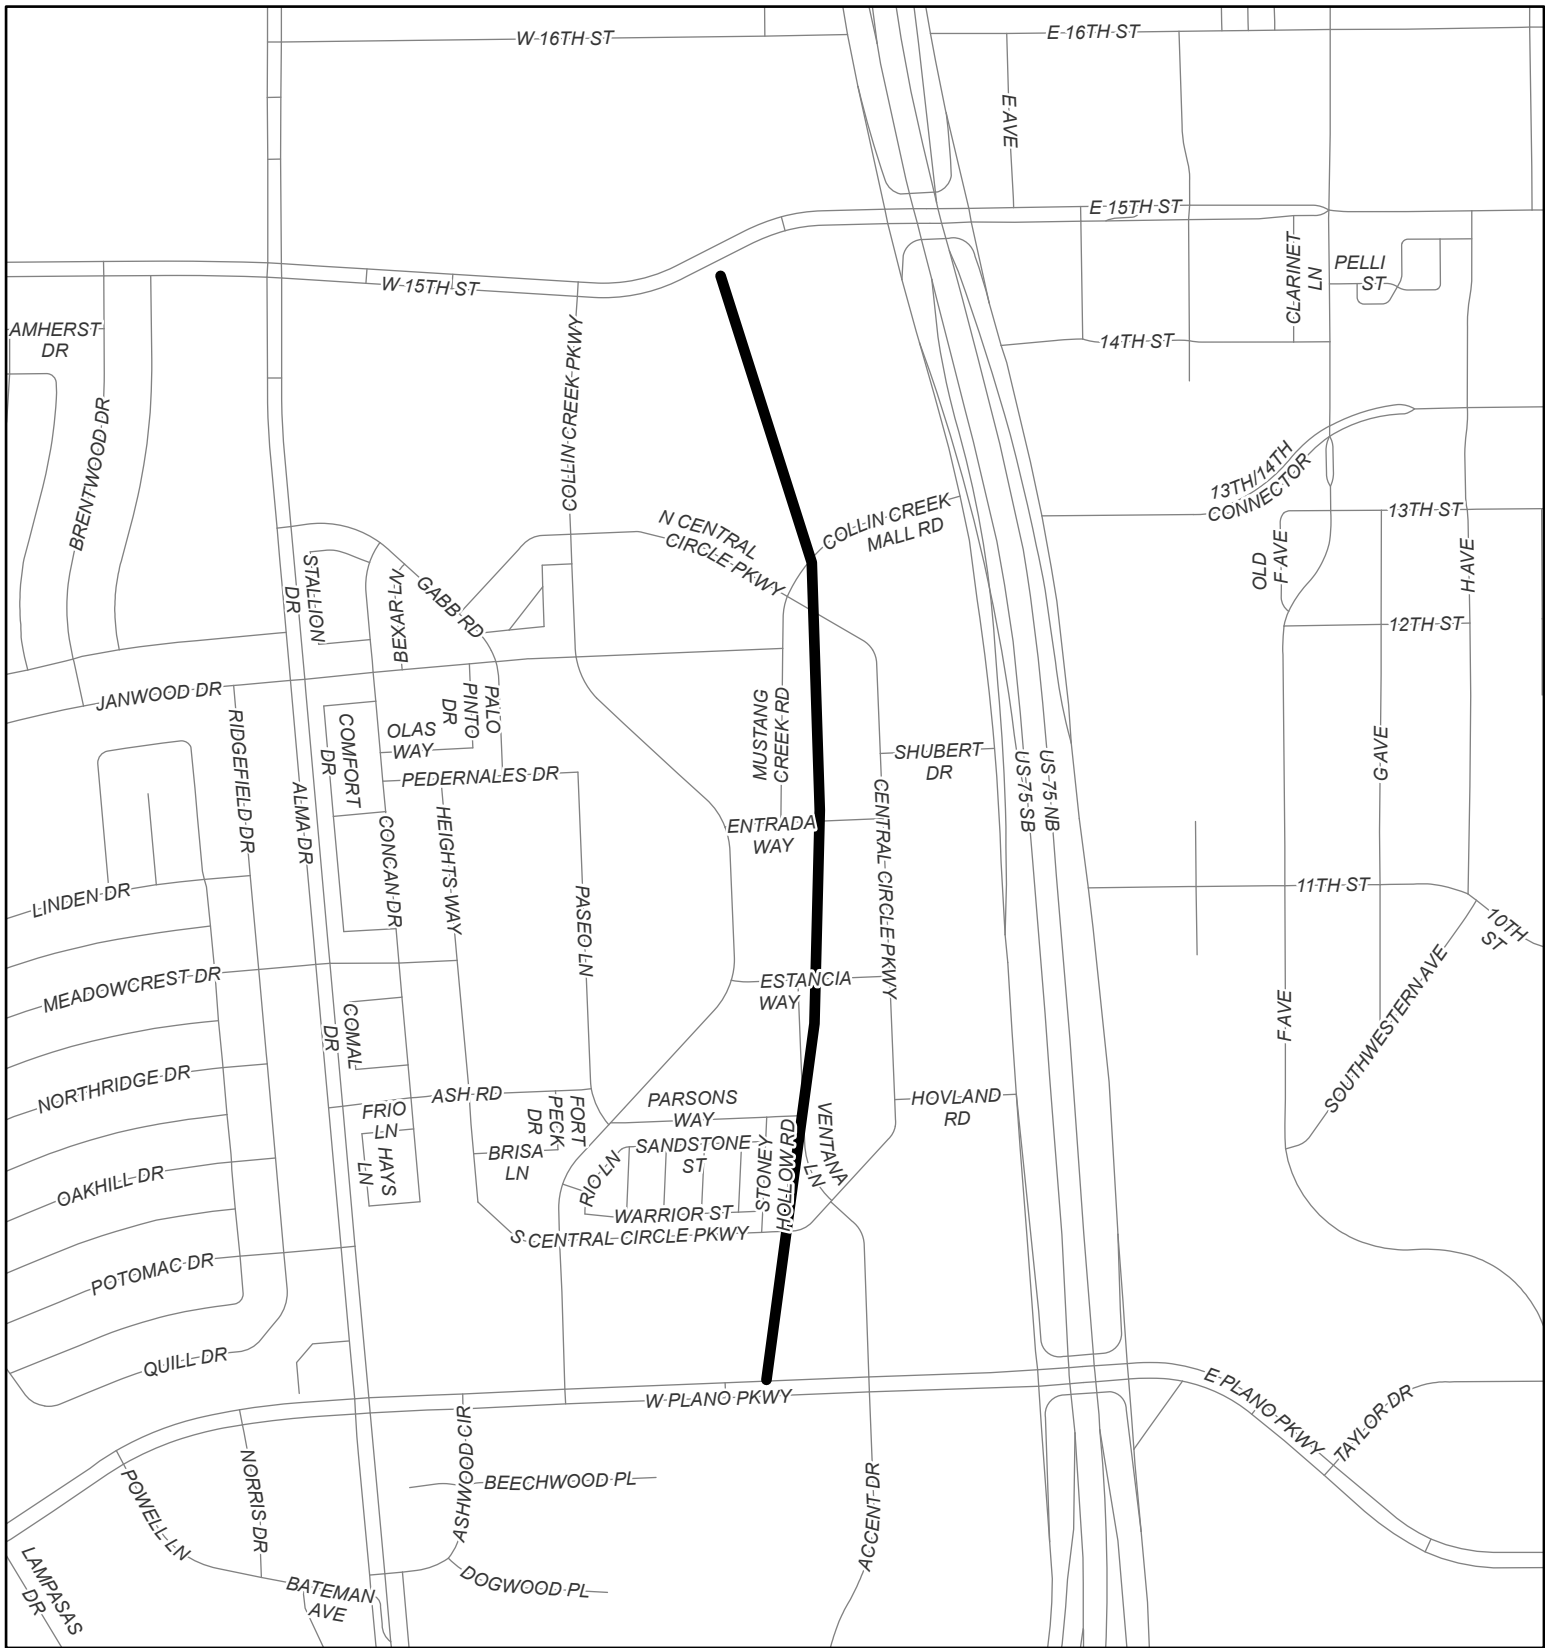 W 16TH ST
E 16TH ST
E AVE
E 15TH ST
W 15TH ST
CLARINET
LN
PELLI
ST
AMHERST
DR
14TH ST
BRENTWOOD DR
COLLIN CREEK PKWY
13TH/14TH
CONNECTOR
13TH ST
N CENTRAL
CIRCLE PKWY
COLLIN CREEK
MALL RD
OLD
F AVE
H AVE
STALLION
DR
BEXAR LN
GABB RD
12TH ST
JANWOOD DR
RIDGEFIELD DR
PALO
PINTO
DR
OLAS
WAY
COMFORT
DR
MUSTANG
CREEK RD
SHUBERT
DR
US-75 SB
US-75 NB
G AVE
PEDERNALES DR
ALMA DR
CONCAN DR
HEIGHTS WAY
ENTRADA
WAY
CENTRAL CIRCLE PKWY
LINDEN DR
PASEO LN
11TH ST
10TH
ST
MEADOWCREST DR
ESTANCIA
WAY
F AVE
SOUTHWESTERN AVE
COMAL
DR
NORTHRIDGE DR
ASH RD
FRIO
LN
FORT
PECK
DR
PARSONS
WAY
HOVLAND
RD
BRISA
LN
HAYS
LN
RIO LN
SANDSTONE
ST
STONEY
HOLLOW RD
VENTANA
LN
OAKHILL DR
WARRIOR ST
S CENTRAL CIRCLE PKWY
POTOMAC DR
QUILL DR
W PLANO PKWY
E PLANO PKWY
TAYLOR DR
ASHWOOD CIR
BEECHWOOD PL
NORRIS DR
POWELL LN
ACCENT DR
LAMPASAS
DR
BATEMAN
AVE
DOGWOOD PL